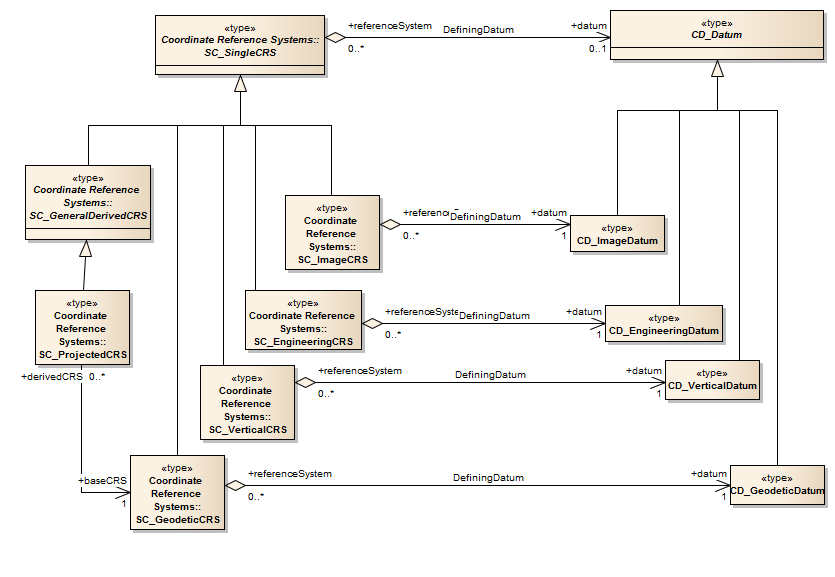 «type»
Coordinate Reference Systems::
SC_SingleCRS
+referenceSystem
0..*
DefiningDatum
+datum
0..1
«type»
CD_Datum
«type»
Coordinate Reference
Systems::
SC_GeneralDerivedCRS
«type»
Coordinate
Reference
Systems::
SC_ImageCRS
+referenc
0..*
DefiningDatum
+datum
1
«type»
CD_ImageDatum
«type»
Coordinate
Reference
Systems::
SC_ProjectedCRS
«type»
Coordinate Reference
Systems::
SC_EngineeringCRS
+referenceSyste
0..*
DefiningDatum
+datum
1
«type»
CD_EngineeringDatum
+derivedCRS 0..*
«type»
Coordinate
Reference
Systems::
SC_VerticalCRS
+referenceSystem
0..*
DefiningDatum
+datum
1
«type»
CD_VerticalDatum
+baseCRS
1
«type»
Coordinate
Reference
Systems::
SC_GeodeticCRS
+referenceSystem
0..*
DefiningDatum
+datum
1
«type»
CD_GeodeticDatum